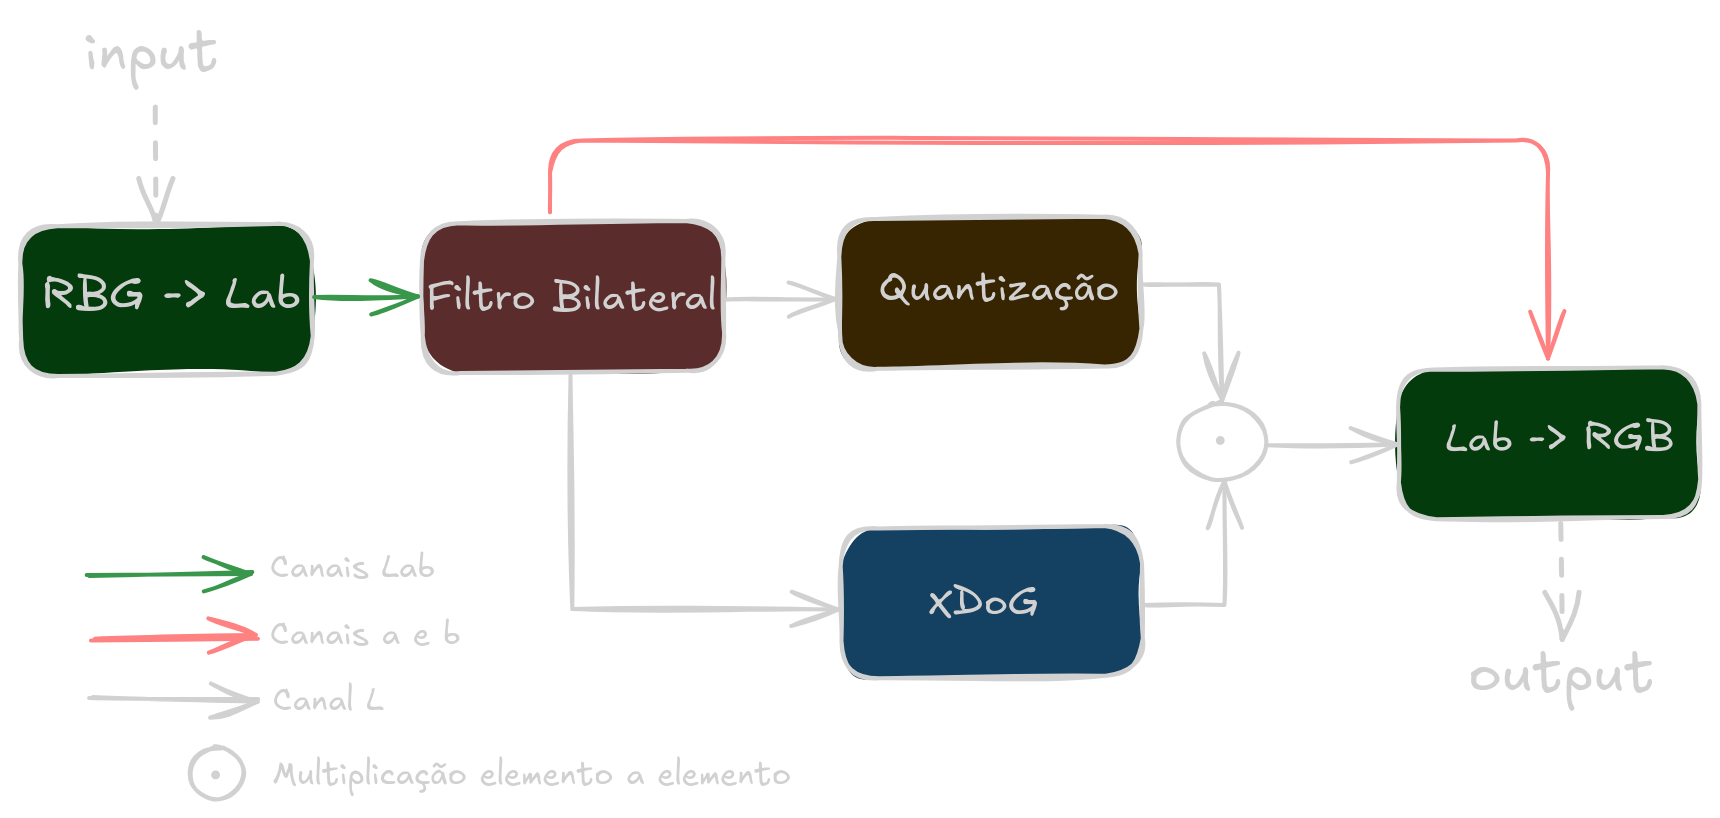 input
RBG -> Lab
Filtro Bilateral
Quantização
Lab -> RGB
XDoG
output
Canais Lab
Canais a e b
Canal L
Multiplicação elemento a elemento